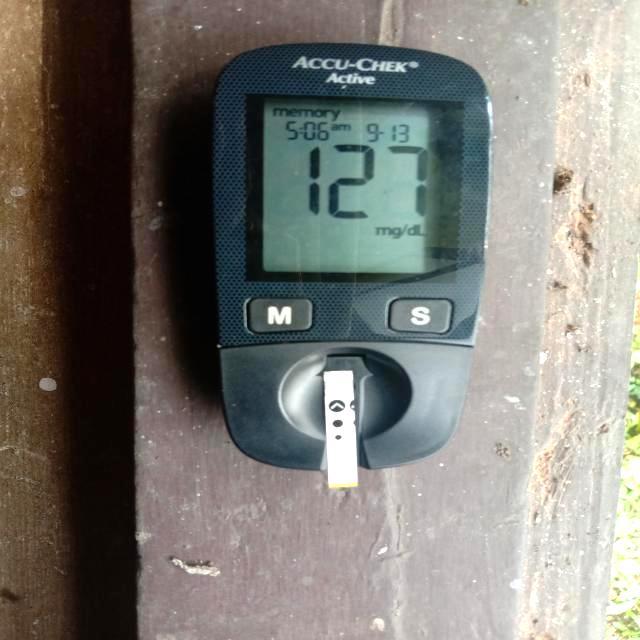 ACCU-CHEK®
Active
memory
5:06 am 9-13
127
mg/dL
M S